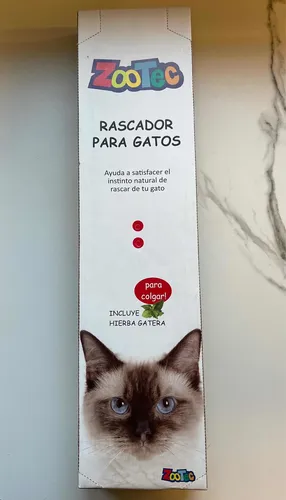 ZooTec
RASCADOR
PARA GATOS
Ayuda a satisfacer el
instinto natural de
rascar de tu gato
para
colgar!
INCLUYE
HIERBA GATERA
ZooTec